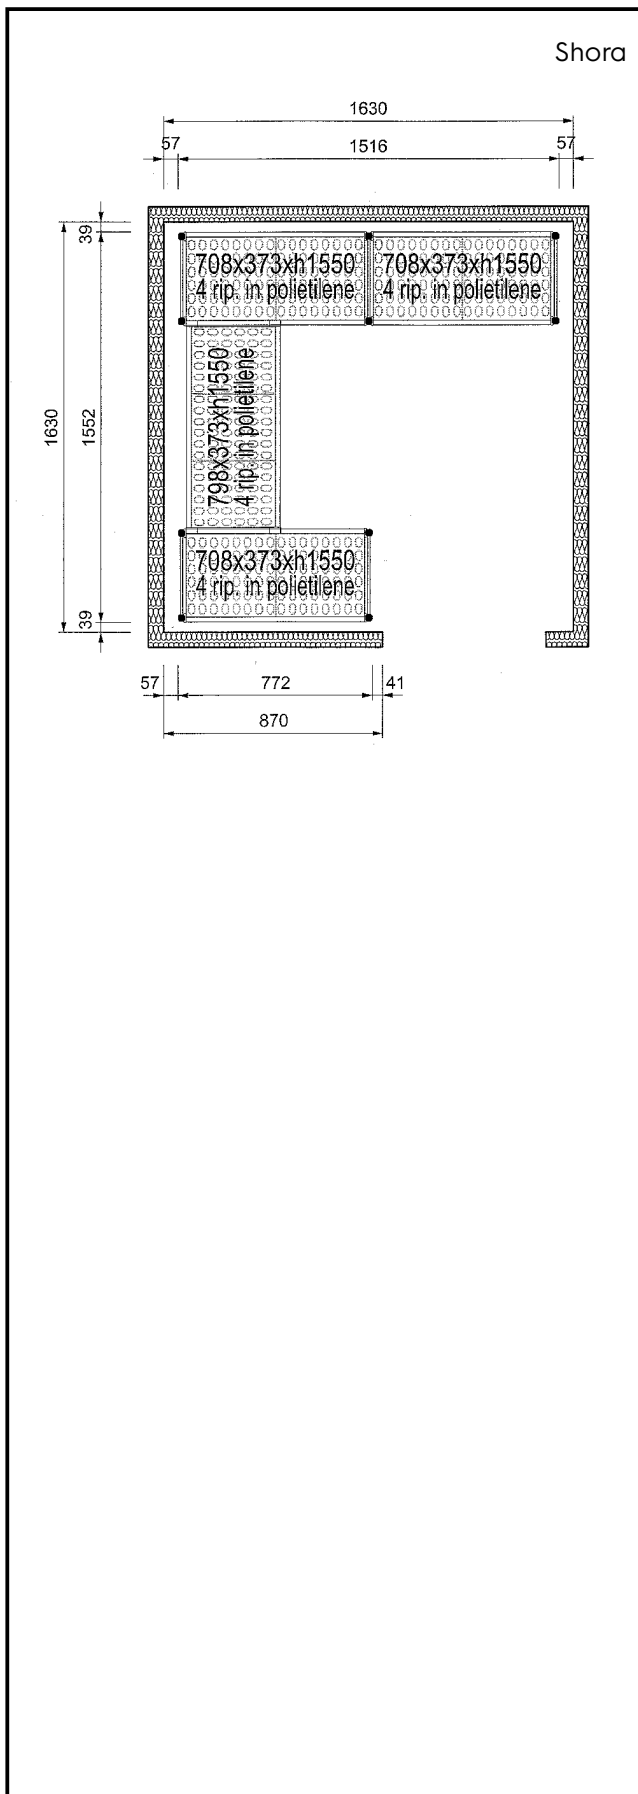 Shora
1630
57 1516 57
39
708x373xh1550 708x373xh1550
4 rip. in polietilene 4 rip. in polietilene
1630
1552
798x373xh1550
4 rip. in polietilene
708x373xh1550
4 rip. in polietilene
39
57 772 41
870